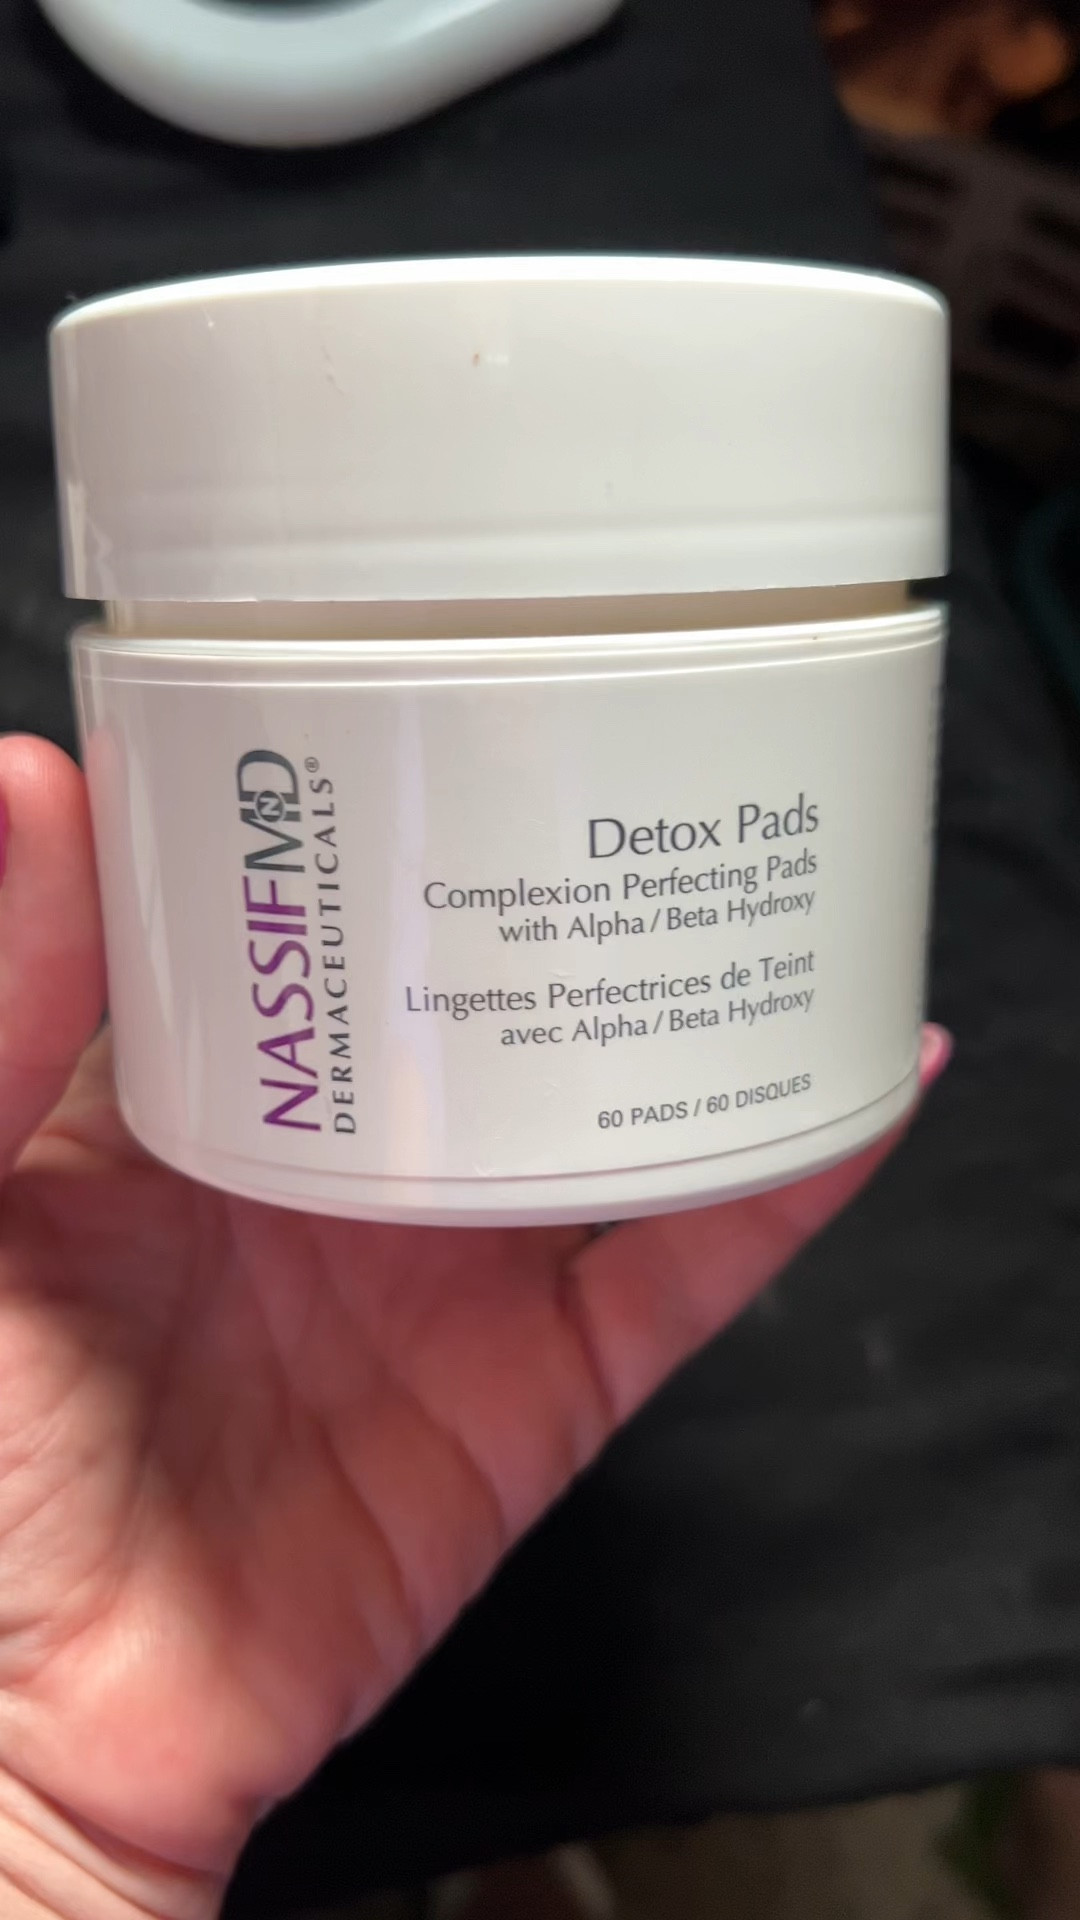 NASSIFMD
DERMACEUTICALS®
Detox Pads
Complexion Perfecting Pads
with Alpha / Beta Hydroxy
Lingettes Perfectrices de Teint
avec Alpha / Beta Hydroxy
60 PADS / 60 DISQUES